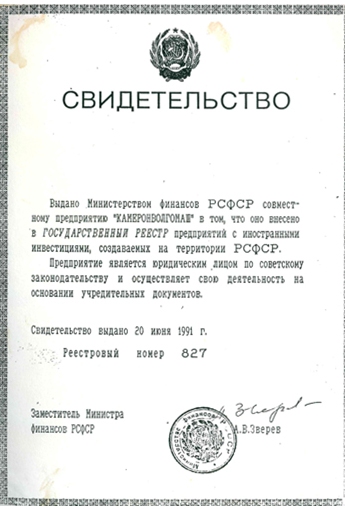 СВИДЕТЕЛЬСТВО
Выдано Министерством финансов РСФСР совмест-
ному предприятию "КАМЕРОНВОЛГОМАШ" в том, что оно внесено
в ГОСУДАРСТВЕННЫЙ РЕЕСТР предприятий с иностранными
инвестициями, создаваемых на территории РСФСР.
Предприятие является юридическим лицом по советскому
законодательству и осуществляет свою деятельность на
основании учредительных документов.
Свидетельство выдано 20 июня 1991 г.
Реестровый номер 827
Заместитель Министра
финансов РСФСР
А.В.Зверев